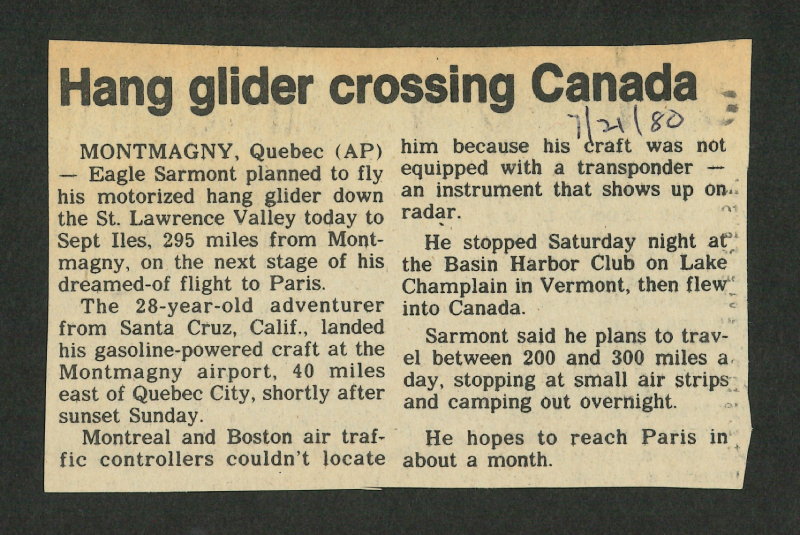 Hang glider crossing Canada
7/21/80
MONTMAGNY, Quebec (AP)
— Eagle Sarmont planned to fly
his motorized hang glider down
the St. Lawrence Valley today to
Sept Iles, 295 miles from Mont-
magny, on the next stage of his
dreamed-of flight to Paris.
The 28-year-old adventurer
from Santa Cruz, Calif., landed
his gasoline-powered craft at the
Montmagny airport, 40 miles
east of Quebec City, shortly after
sunset Sunday.
Montreal and Boston air traf-
fic controllers couldn't locate
him because his craft was not
equipped with a transponder —
an instrument that shows up on
radar.
He stopped Saturday night at
the Basin Harbor Club on Lake
Champlain in Vermont, then flew
into Canada.
Sarmont said he plans to trav-
el between 200 and 300 miles a
day, stopping at small air strips
and camping out overnight.
He hopes to reach Paris in
about a month.